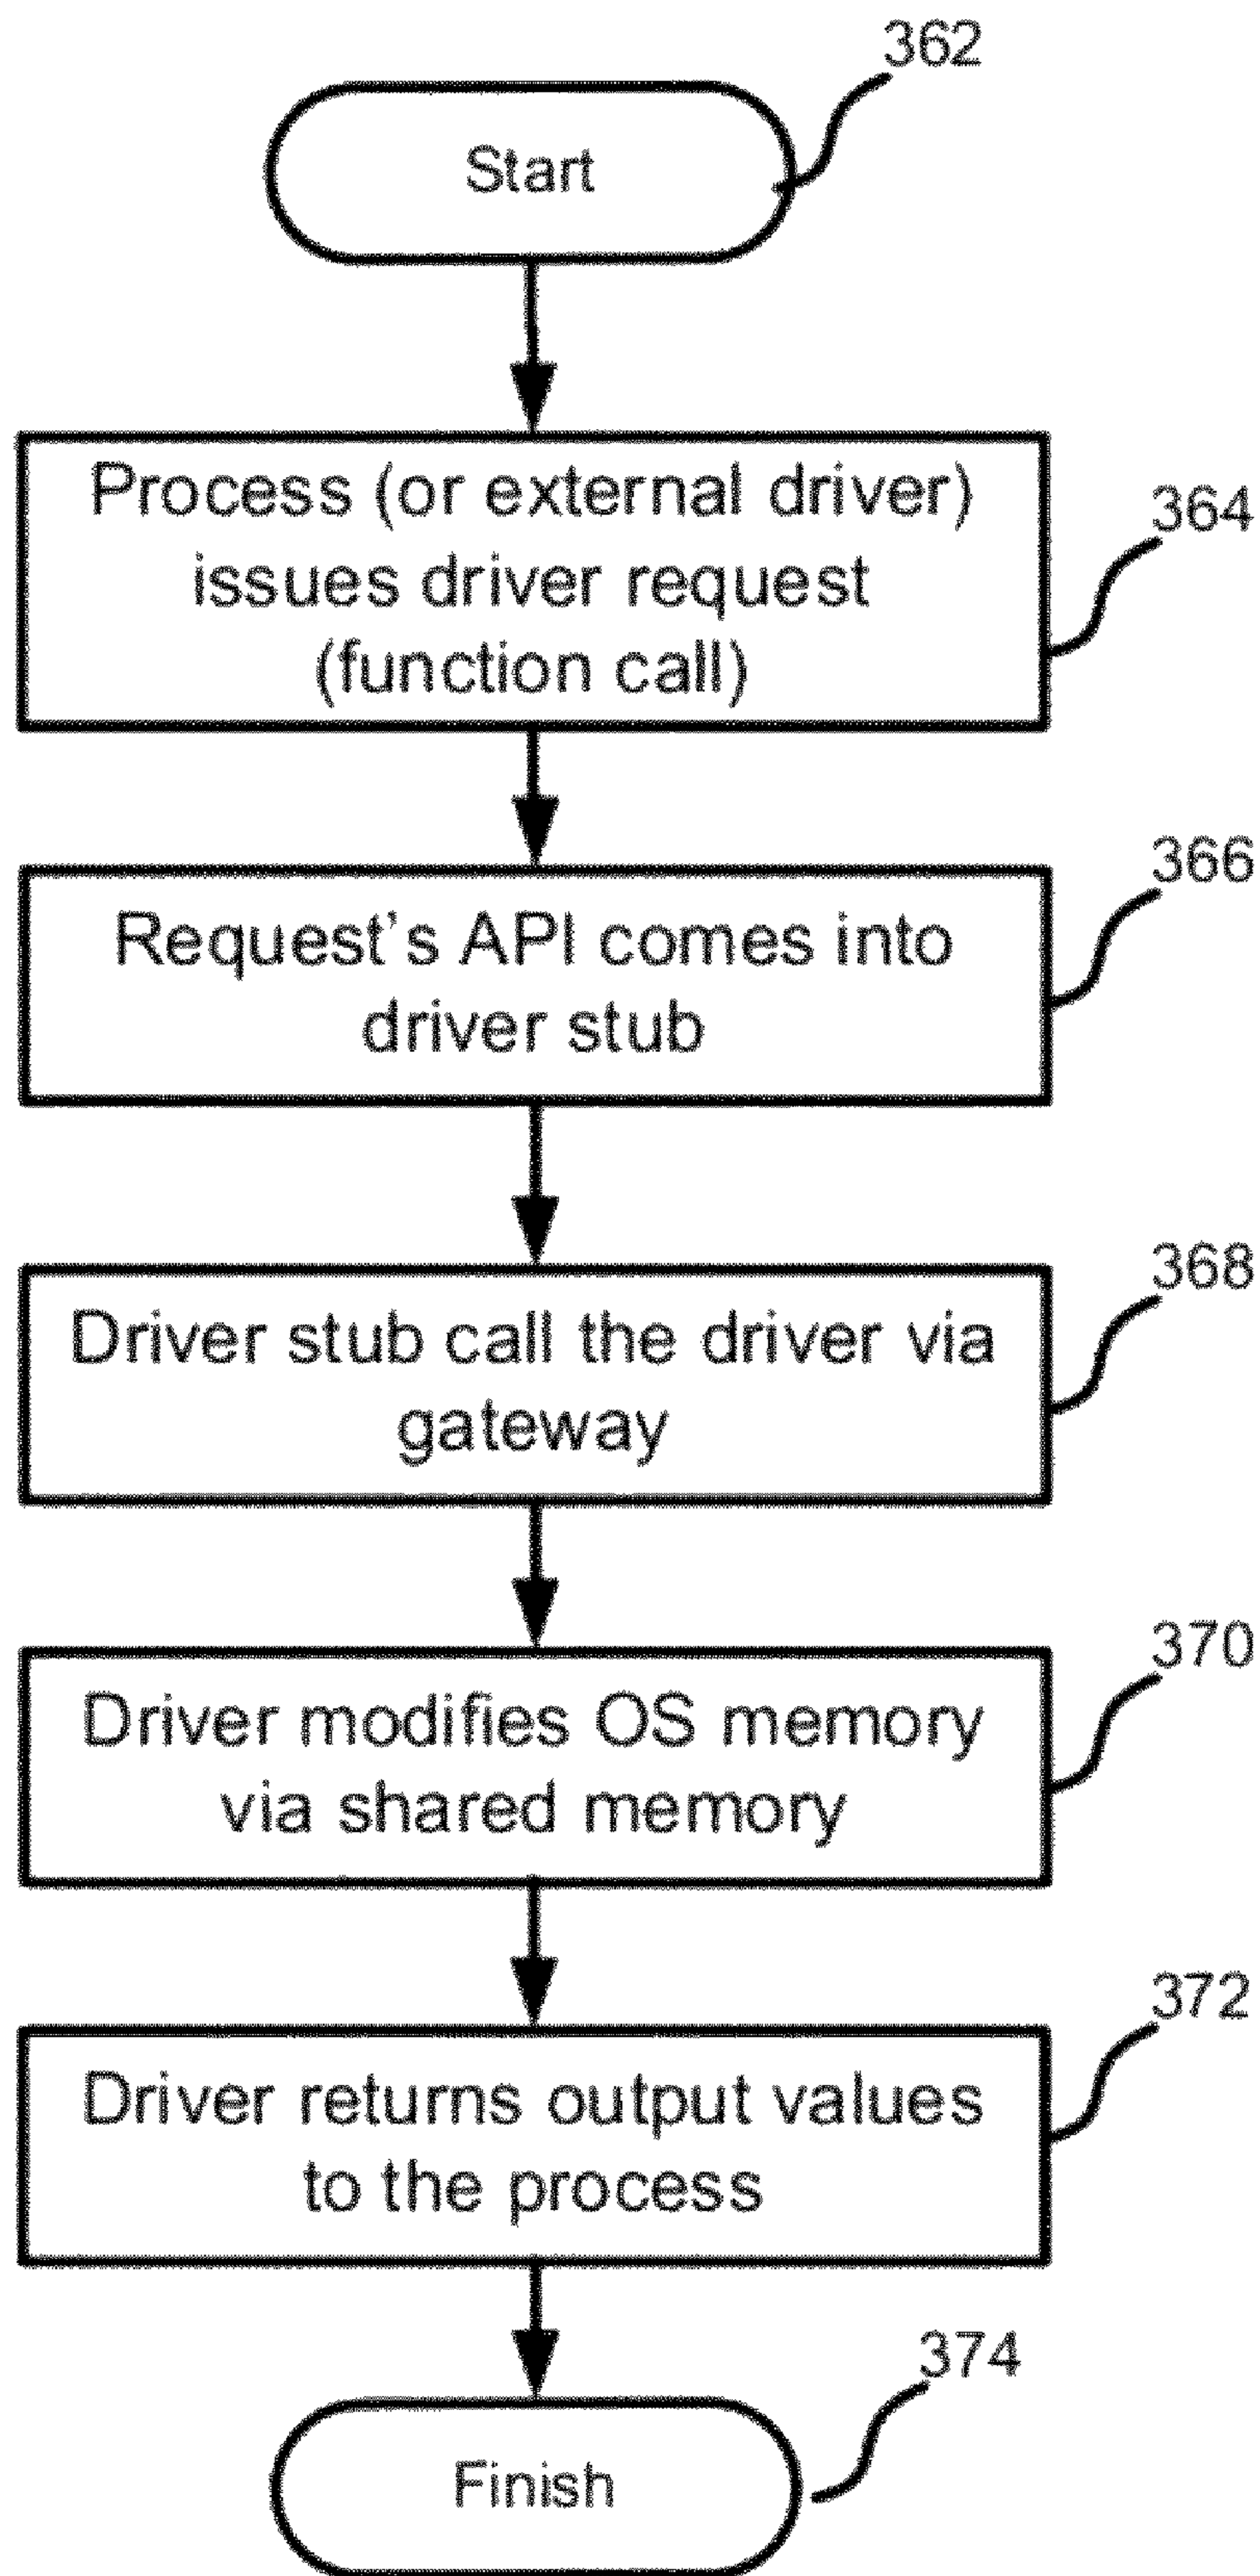 362
Start
Process (or external driver)
issues driver request
(function call)
364
Request's API comes into
driver stub
366
Driver stub call the driver via
gateway
368
Driver modifies OS memory
via shared memory
370
Driver returns output values
to the process
372
Finish
374